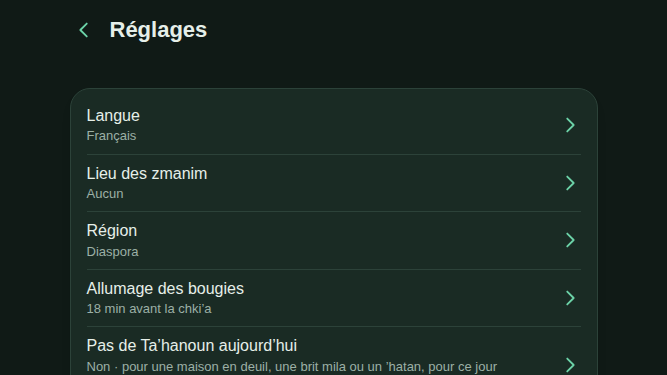 Réglages
Langue
Français
Lieu des zmanim
Aucun
Région
Diaspora
Allumage des bougies
18 min avant la chki’a
Pas de Ta’hanoun aujourd’hui
Non · pour une maison en deuil, une brit mila ou un ’hatan, pour ce jour